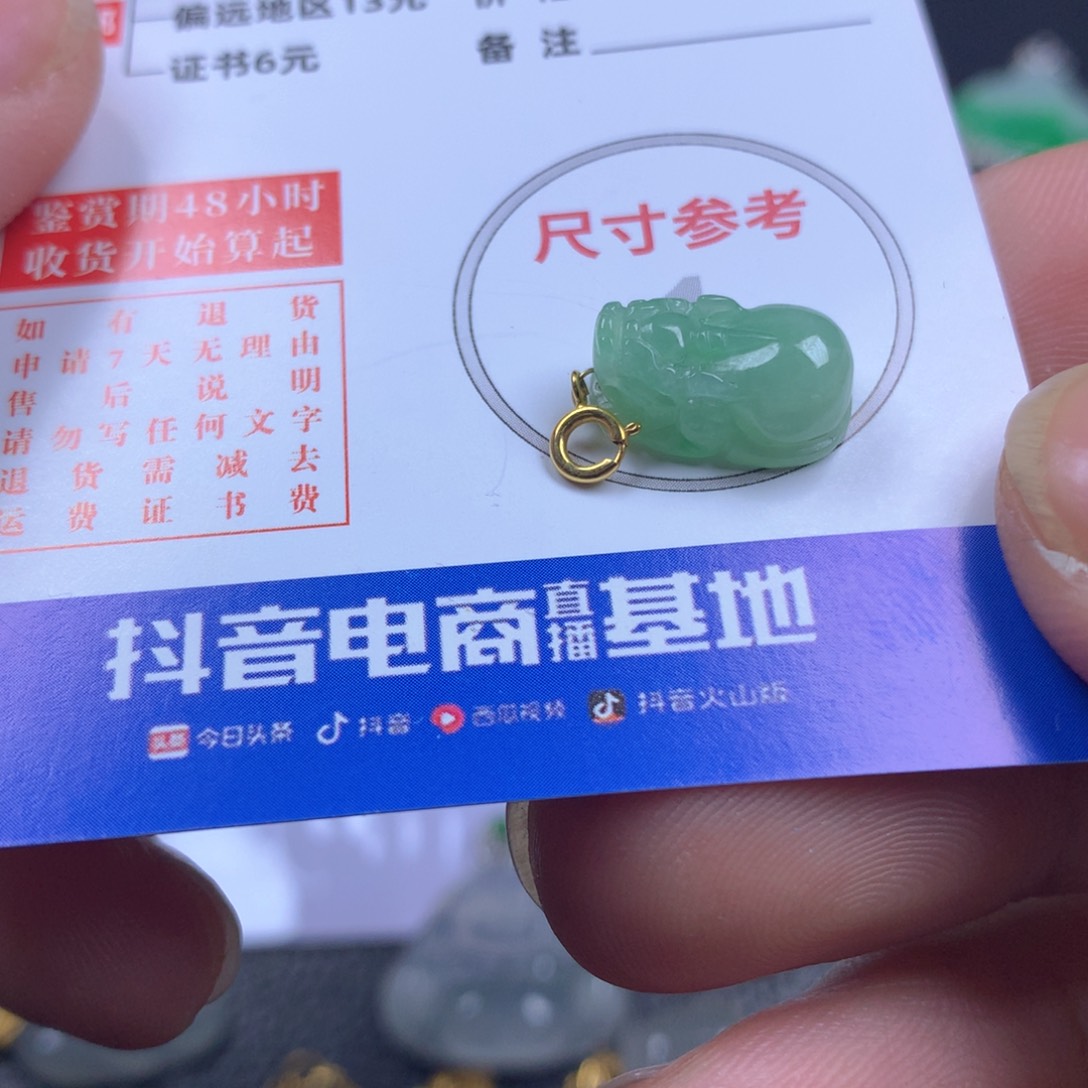 偏远地区13元
证书6元
备 注
鉴赏期48小时
收货开始算起
如有退货
申请7天无理由
售后说明
请勿写任何文字
退货需减去
运费证书费
尺寸参考
抖音电商直播基地
头条 今日头条 抖音 西瓜视频 抖音火山版